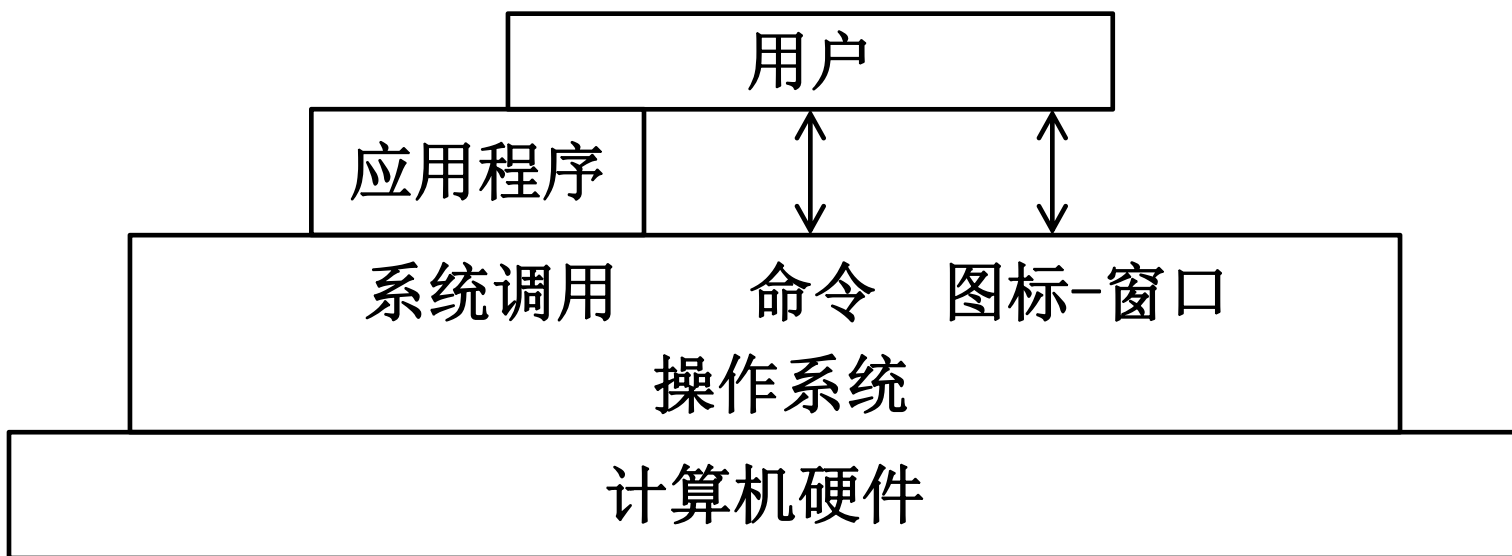 用户
应用程序
系统调用 命令 图标-窗口
操作系统
计算机硬件